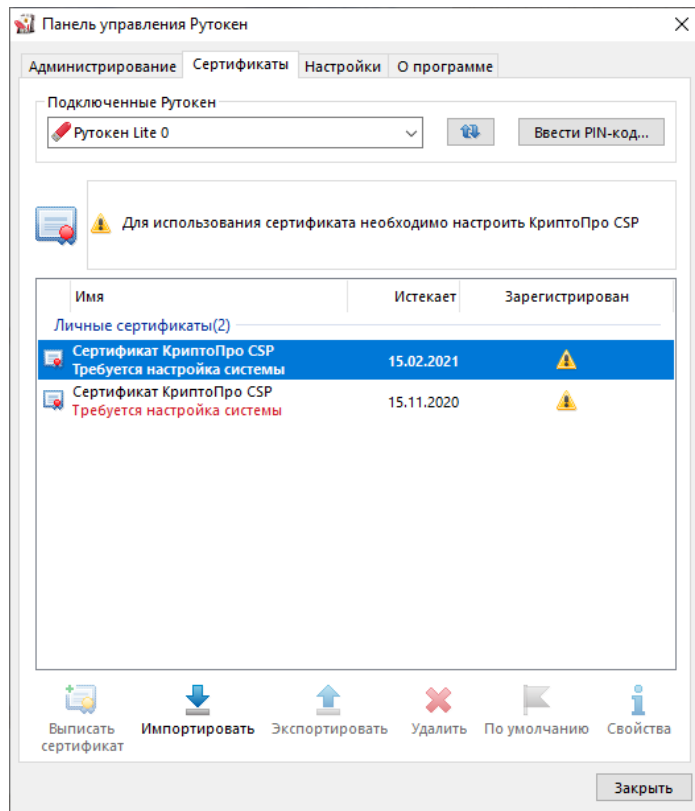 Панель управления Рутокен
Администрирование Сертификаты Настройки О программе
Подключенные Рутокен
Рутокен Lite 0
Ввести PIN-код...
Для использования сертификата необходимо настроить КриптоПро CSP
Имя Истекает Зарегистрирован
Личные сертификаты(2)
Сертификат КриптоПро CSP
Требуется настройка системы
15.02.2021
Сертификат КриптоПро CSP
Требуется настройка системы
15.11.2020
Выписать
сертификат
Импортировать
Экспортировать
Удалить
По умолчанию
Свойства
Закрыть